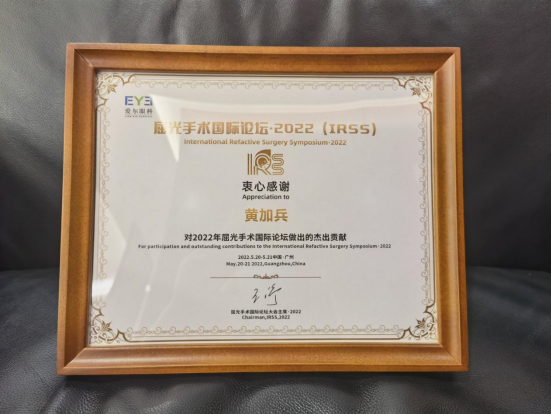 EYE
爱尔眼科
屈光手术国际论坛·2022（IRSS）
International Refactive Surgery Symposium·2022
IRSS
衷心感谢
Appreciation to
黄加兵
对2022年屈光手术国际论坛做出的杰出贡献
For participation and outstanding contributions to the International Refractive Surgery Symposium· 2022
2022.5.20-5.21中国·广州
May.20-21 2022,Guangzhou,China
屈光手术国际论坛大会主席·2022
Chairman,IRSS,2022